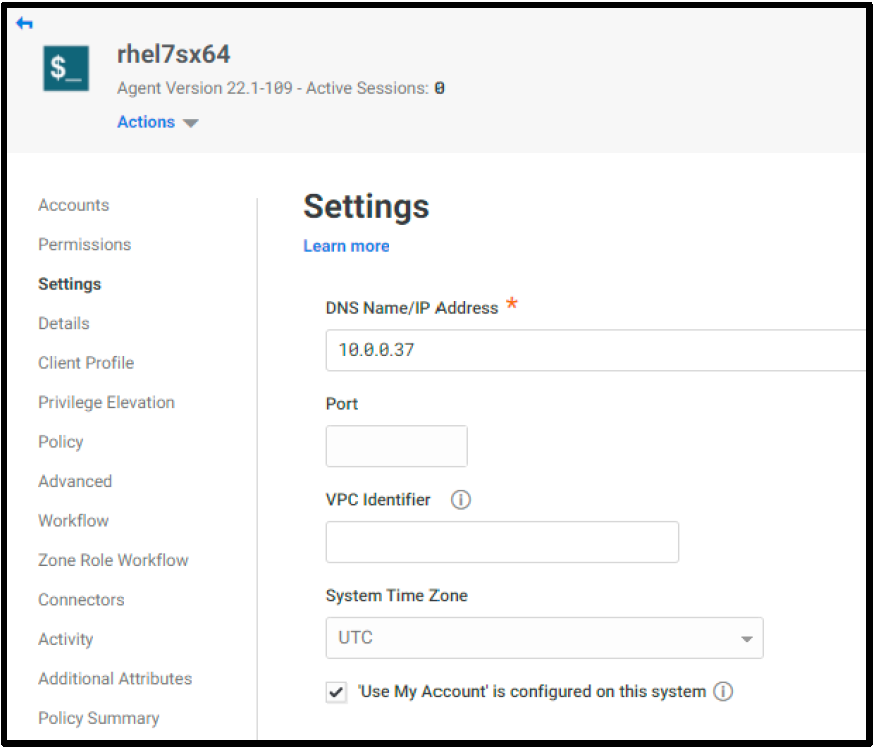 $_
rhel7sx64
Agent Version 22.1-109 - Active Sessions: 0
Actions
Accounts
Permissions
Settings
Details
Client Profile
Privilege Elevation
Policy
Advanced
Workflow
Zone Role Workflow
Connectors
Activity
Additional Attributes
Policy Summary
Settings
Learn more
DNS Name/IP Address *
10.0.0.37
Port
VPC Identifier
System Time Zone
UTC
'Use My Account' is configured on this system